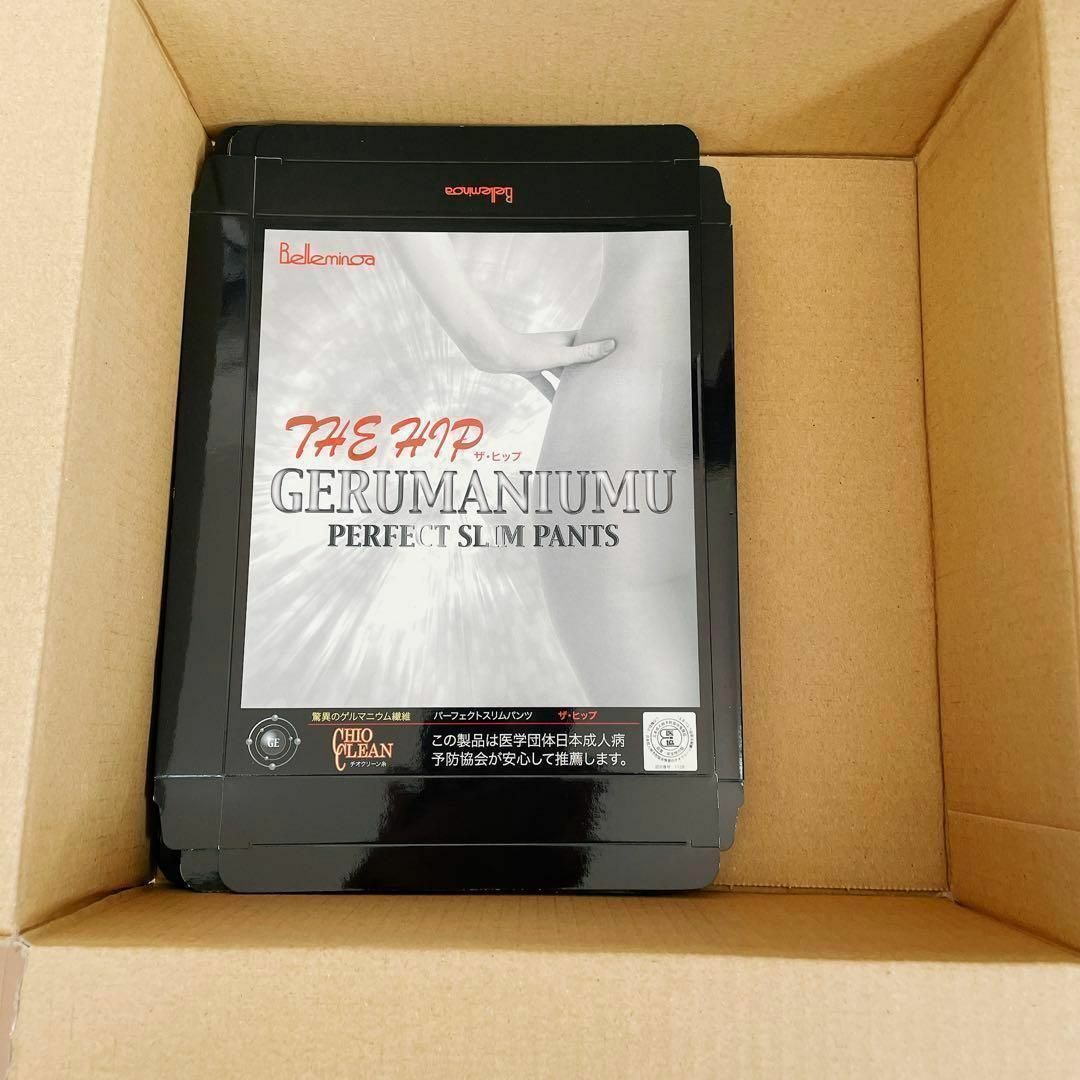 Belleminoa
Belleminoa
THE HIP
ザ・ヒップ
GERUMANIUMU
PERFECT SLIM PANTS
驚異のゲルマニウム繊維 パーフェクトスリムパンツ ザ・ヒップ
GE
CHIO
CLEAN
チオクリーン糸
この製品は医学団体日本成人病
予防協会が安心して推薦します。